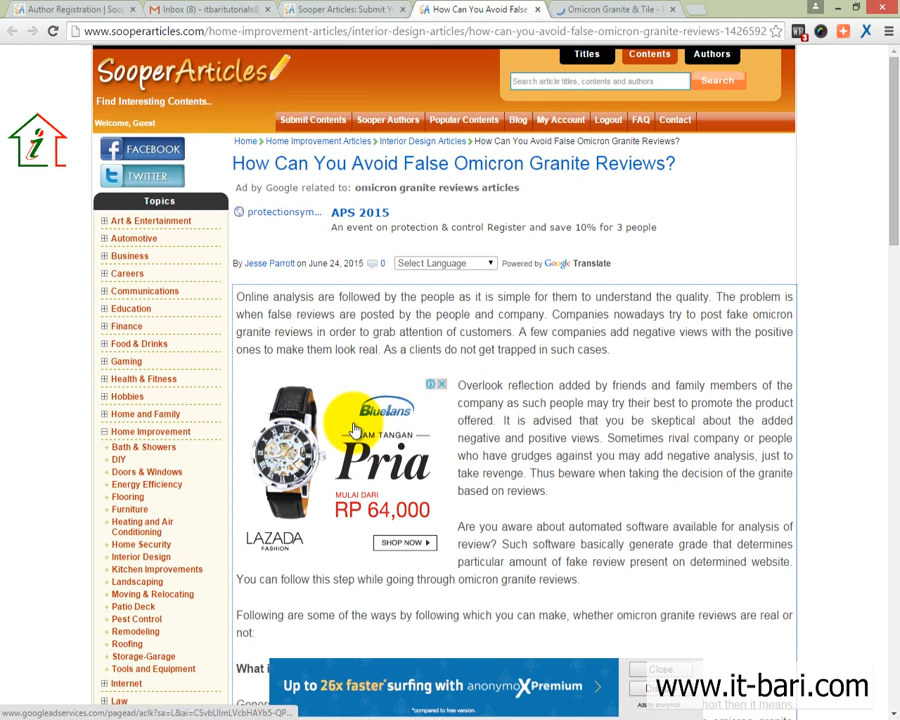 Author Registration | Soo
Inbox (8) - itbaritutorials@
Sooper Articles: Submit Y
How Can You Avoid False
Omicron Granite & Tile -
www.sooperarticles.com/home-improvement-articles/interior-design-articles/how-can-you-avoid-false-omicron-granite-reviews-1426592
SooperArticles
Find Interesting Contents..
Welcome, Guest
Titles
Contents
Authors
Search article titles, contents and authors
Search
Submit Contents
Sooper Authors
Popular Contents
Blog
My Account
Logout
FAQ
Contact
FACEBOOK
TWITTER
Topics
Art & Entertainment
Automotive
Business
Careers
Communications
Education
Finance
Food & Drinks
Gaming
Health & Fitness
Hobbies
Home and Family
Home Improvement
Bath & Showers
DIY
Doors & Windows
Energy Efficiency
Flooring
Furniture
Heating and Air
Conditioning
Home Security
Interior Design
Kitchen Improvements
Landscaping
Moving & Relocating
Patio Deck
Pest Control
Remodeling
Roofing
Storage-Garage
Tools and Equipment
Internet
Law
Home > Home Improvement Articles > Interior Design Articles > How Can You Avoid False Omicron Granite Reviews?
How Can You Avoid False Omicron Granite Reviews?
Ad by Google related to: omicron granite reviews articles
protectionsym...
APS 2015
An event on protection & control Register and save 10% for 3 people
By Jesse Parrott on June 24, 2015 0
Select Language
Powered by Google Translate
Online analysis are followed by the people as it is simple for them to understand the quality. The problem is
when false reviews are posted by the people and company. Companies nowadays try to post fake omicron
granite reviews in order to grab attention of customers. A few companies add negative views with the positive
ones to make them look real. As a clients do not get trapped in such cases.
Bluelans
JAM TANGAN
Pria
MULAI DARI
RP 64,000
LAZADA
FASHION
SHOP NOW
Overlook reflection added by friends and family members of the
company as such people may try their best to promote the product
offered. It is advised that you be skeptical about the added
negative and positive views. Sometimes rival company or people
who have grudges against you may add negative analysis, just to
take revenge. Thus beware when taking the decision of the granite
based on reviews.
Are you aware about automated software available for analysis of
review? Such software basically generate grade that determines
particular amount of fake review present on determined website.
You can follow this step while going through omicron granite reviews.
Following are some of the ways by following which you can make, whether omicron granite reviews are real or
not:
What i
Up to 26x faster* surfing with anonymoXPremium
*compared to free version.
Close
www.it-bari.com
short then it means
www.googleadservices.com/pagead/aclk?sa=L&ai=C5vbLIlmLVcbHAYb5-QP...